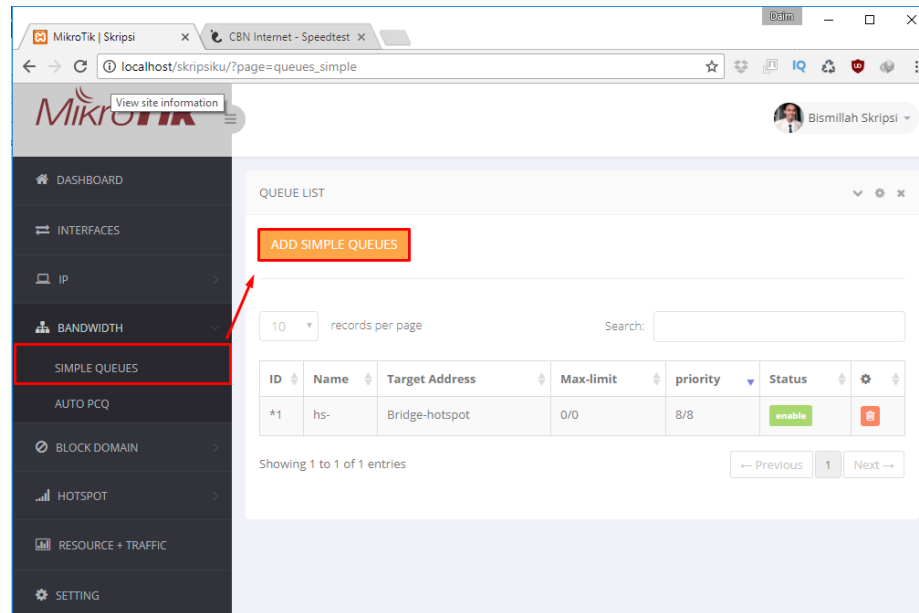 Daim
MikroTik | Skripsi
CBN Internet - Speedtest
localhost/skripsiku/?page=queues_simple
IQ
MikroTik
View site information
Bismillah Skripsi
DASHBOARD
INTERFACES
IP
BANDWIDTH
SIMPLE QUEUES
AUTO PCQ
BLOCK DOMAIN
HOTSPOT
RESOURCE + TRAFFIC
SETTING
QUEUE LIST
ADD SIMPLE QUEUES
10 records per page Search:
ID Name Target Address Max-limit priority Status
*1 hs- Bridge-hotspot 0/0 8/8 enable
Showing 1 to 1 of 1 entries ← Previous 1 Next →